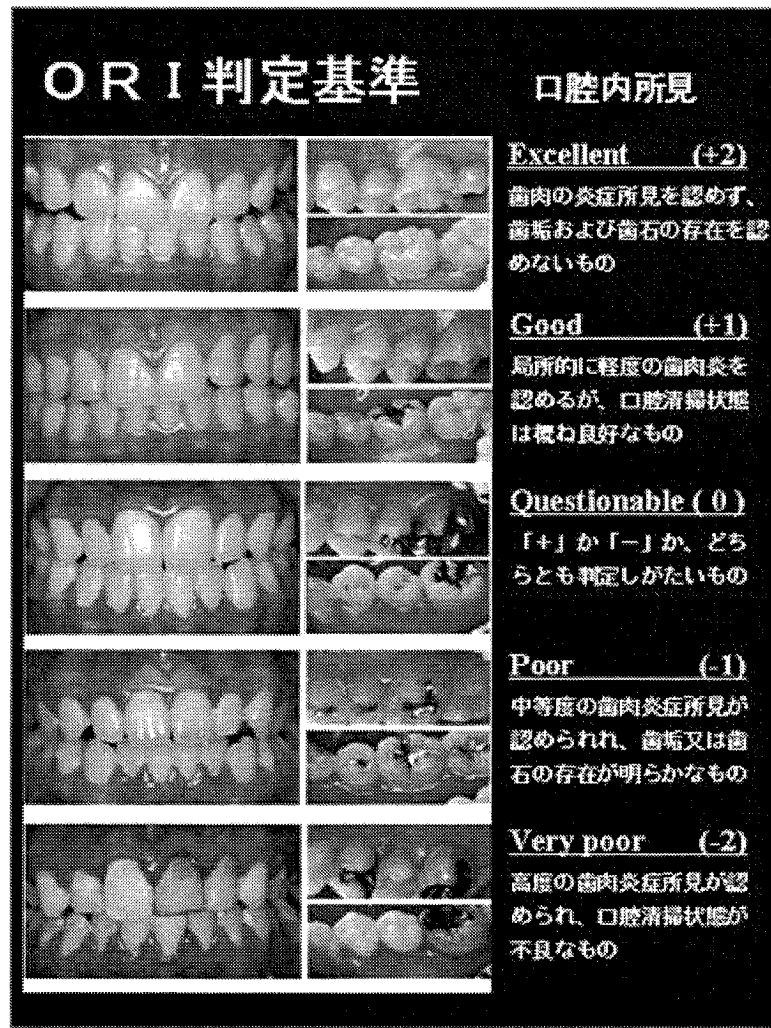 ORI判定基準
口腔内所見
Excellent (+2)
歯肉の炎症所見を認めず、
歯垢および歯石の存在を認
めないもの
Good (+1)
局所的に軽度の歯肉炎を
認めるが、口腔清掃状態
は概ね良好なもの
Questionable ( 0 )
「+」か「−」か、どち
らとも判定しがたいもの
Poor (-1)
中等度の歯肉炎症所見が
認められれ、歯垢又は歯
石の存在が明らかなもの
Very poor (-2)
高度の歯肉炎症所見が認
められ、口腔清掃状態が
不良なもの